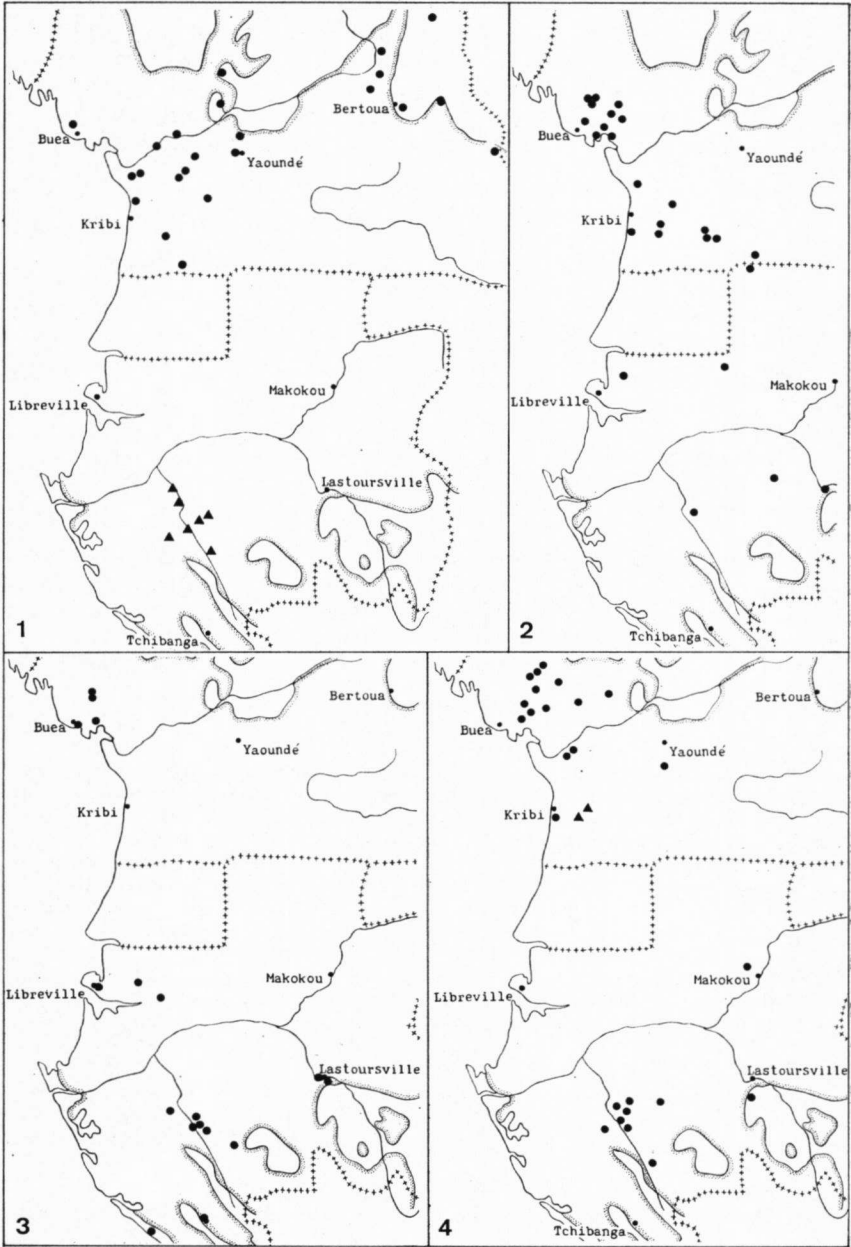 Bertoua
Buea
Yaoundé
Kribi
Makokou
Libreville
Lastoursville
1
Tchibanga
Buea
Yaoundé
Kribi
Makokou
Libreville
2
Tchibanga
Bertoua
Buea
Yaoundé
Kribi
Makokou
Libreville
Lastoursville
3
Bertoua
Buea
Yaoundé
Kribi
Makokou
Libreville
Lastoursville
4
Tchibanga